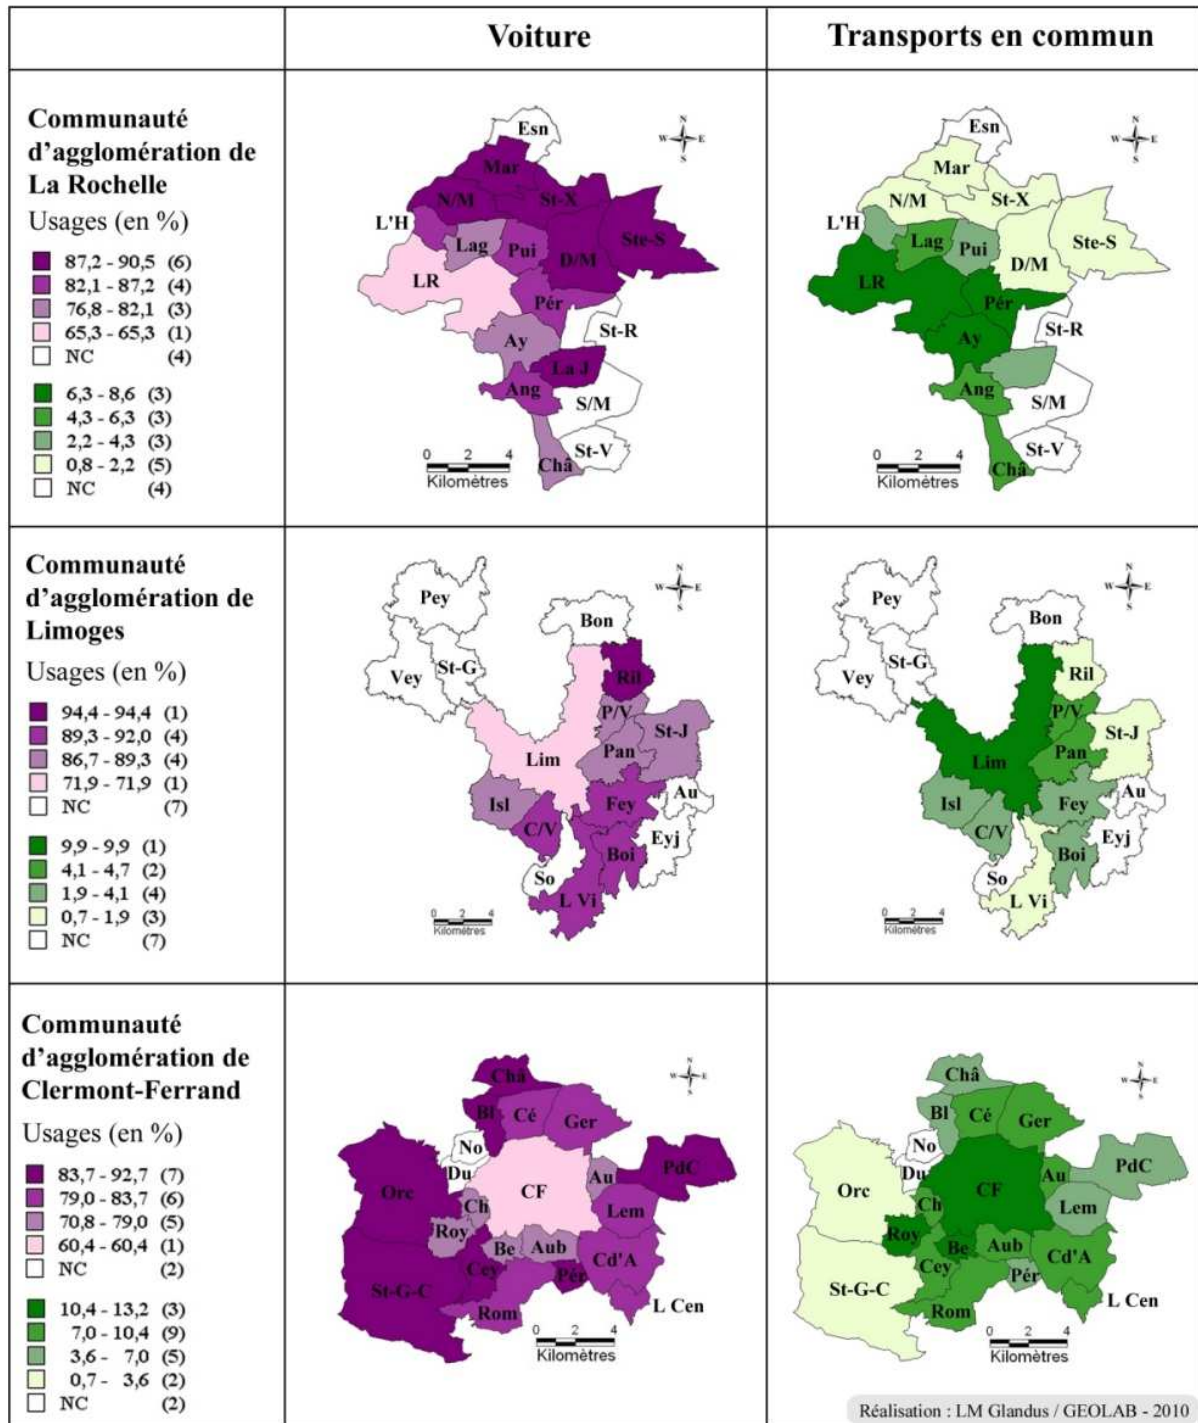 Voiture
Transports en commun
Communauté
d'agglomération de
La Rochelle
Usages (en %)
87,2 - 90,5 (6)
82,1 - 87,2 (4)
76,8 - 82,1 (3)
65,3 - 65,3 (1)
NC (4)
6,3 - 8,6 (3)
4,3 - 6,3 (3)
2,2 - 4,3 (3)
0,8 - 2,2 (5)
NC (4)
N
W E
S
Esn
Mar
N/M
St-X
L'H
Lag
Pui
D/M
Ste-S
LR
Pér
St-R
Ay
La J
Ang
S/M
St-V
Châ
0 2 4
Kilomètres
N
W E
S
Esn
Mar
N/M
St-X
L'H
Lag
Pui
D/M
Ste-S
LR
Pér
St-R
Ay
Ang
S/M
St-V
Châ
0 2 4
Kilomètres
Communauté
d'agglomération de
Limoges
Usages (en %)
94,4 - 94,4 (1)
89,3 - 92,0 (4)
86,7 - 89,3 (4)
71,9 - 71,9 (1)
NC (7)
9,9 - 9,9 (1)
4,1 - 4,7 (2)
1,9 - 4,1 (4)
0,7 - 1,9 (3)
NC (7)
N
W E
S
Pey
Bon
St-G
Vey
Ril
P/V
St-J
Pan
Lim
Isl
Fey
Au
C/V
Eyj
Boi
So
L Vi
0 2 4
Kilomètres
N
W E
S
Pey
Bon
St-G
Vey
Ril
P/V
St-J
Pan
Lim
Isl
Fey
Au
C/V
Eyj
Boi
So
L Vi
0 2 4
Kilomètres
Communauté
d'agglomération de
Clermont-Ferrand
Usages (en %)
83,7 - 92,7 (7)
79,0 - 83,7 (6)
70,8 - 79,0 (5)
60,4 - 60,4 (1)
NC (2)
10,4 - 13,2 (3)
7,0 - 10,4 (9)
3,6 - 7,0 (5)
0,7 - 3,6 (2)
NC (2)
N
W E
S
Châ
Bl
Cé
Ger
No
Du
PdC
Au
Orc
CF
Ch
Lem
Roy
Be
Aub
Cd'A
Cey
Pér
St-G-C
Rom
L Cen
0 2 4
Kilomètres
N
W E
S
Châ
Bl
Cé
Ger
No
Du
PdC
Au
Orc
CF
Ch
Lem
Roy
Be
Aub
Cd'A
Cey
Pér
St-G-C
Rom
L Cen
0 2 4
Kilomètres
Réalisation : LM Glandus / GEOLAB - 2010